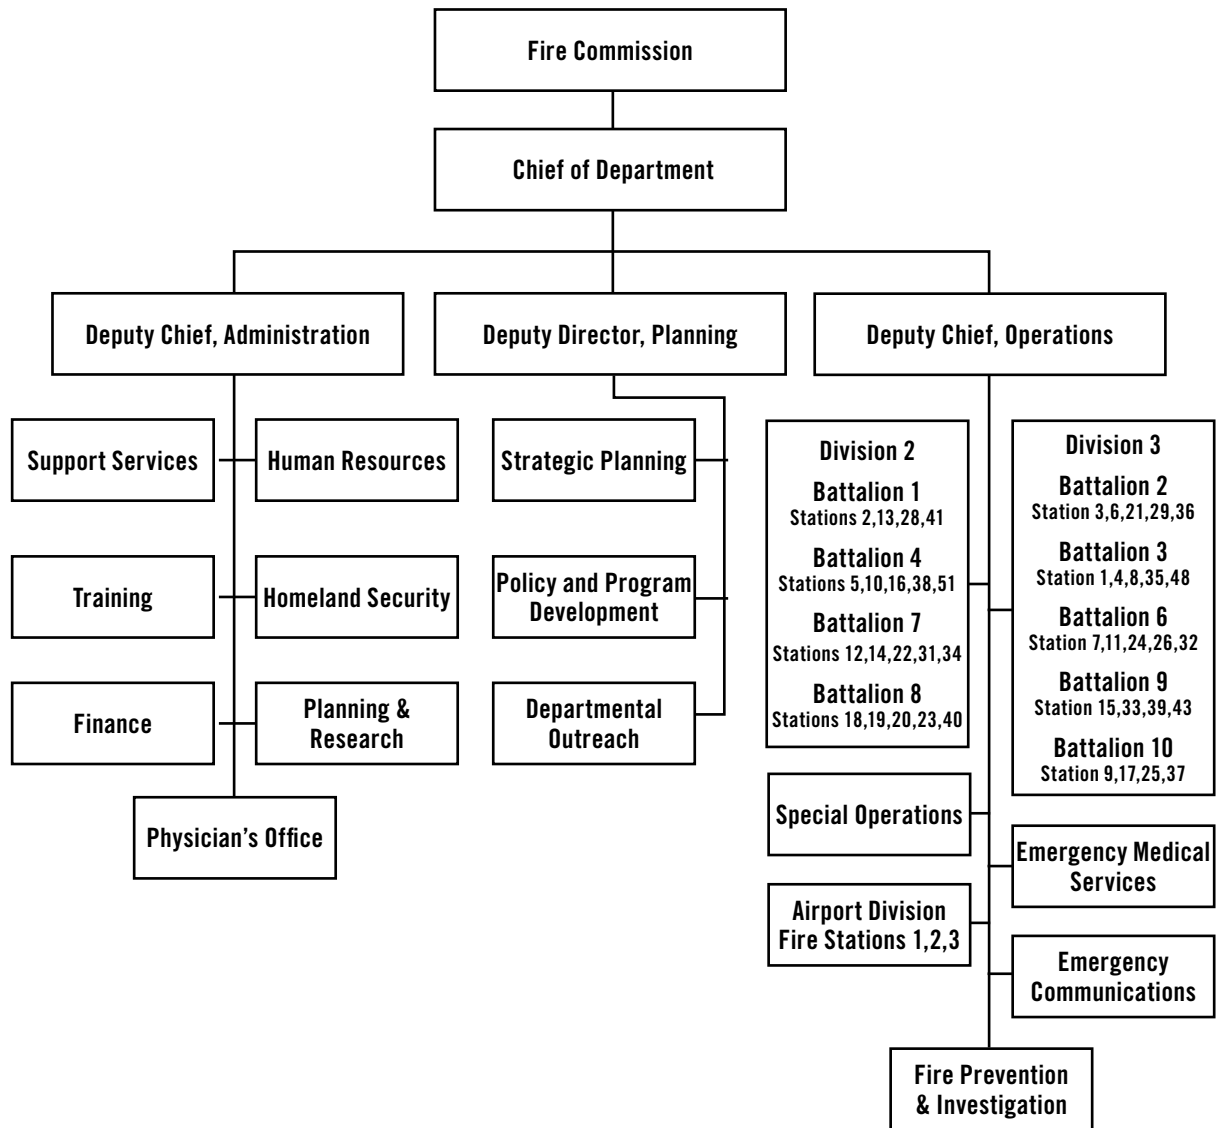 Fire Commission
Chief of Department
Deputy Chief, Administration
Deputy Director, Planning
Deputy Chief, Operations
Support Services
Human Resources
Training
Homeland Security
Finance
Planning &
Research
Physician's Office
Strategic Planning
Policy and Program
Development
Departmental
Outreach
Division 2
Battalion 1
Stations 2,13,28,41
Battalion 4
Stations 5,10,16,38,51
Battalion 7
Stations 12,14,22,31,34
Battalion 8
Stations 18,19,20,23,40
Division 3
Battalion 2
Station 3,6,21,29,36
Battalion 3
Station 1,4,8,35,48
Battalion 6
Station 7,11,24,26,32
Battalion 9
Station 15,33,39,43
Battalion 10
Station 9,17,25,37
Special Operations
Emergency Medical
Services
Airport Division
Fire Stations 1,2,3
Emergency
Communications
Fire Prevention
& Investigation